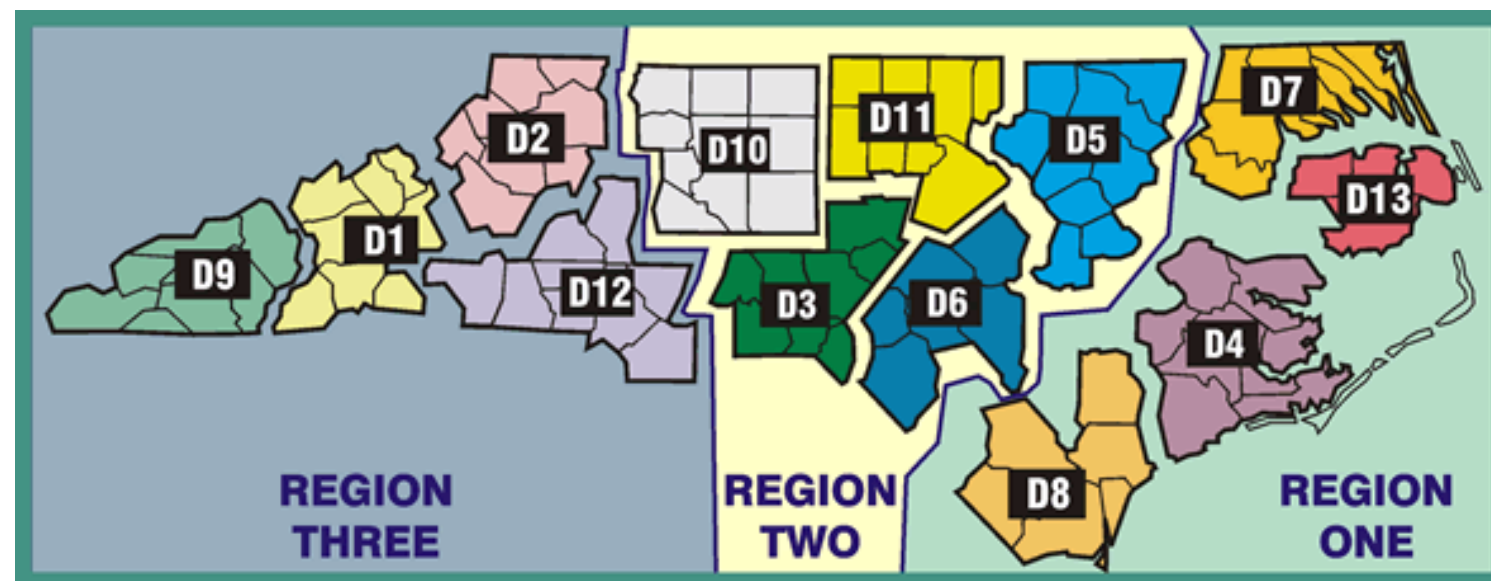 D2
D10
D11
D5
D7
D13
D9
D1
D12
D3
D6
D4
D8
REGION
THREE
REGION
TWO
REGION
ONE